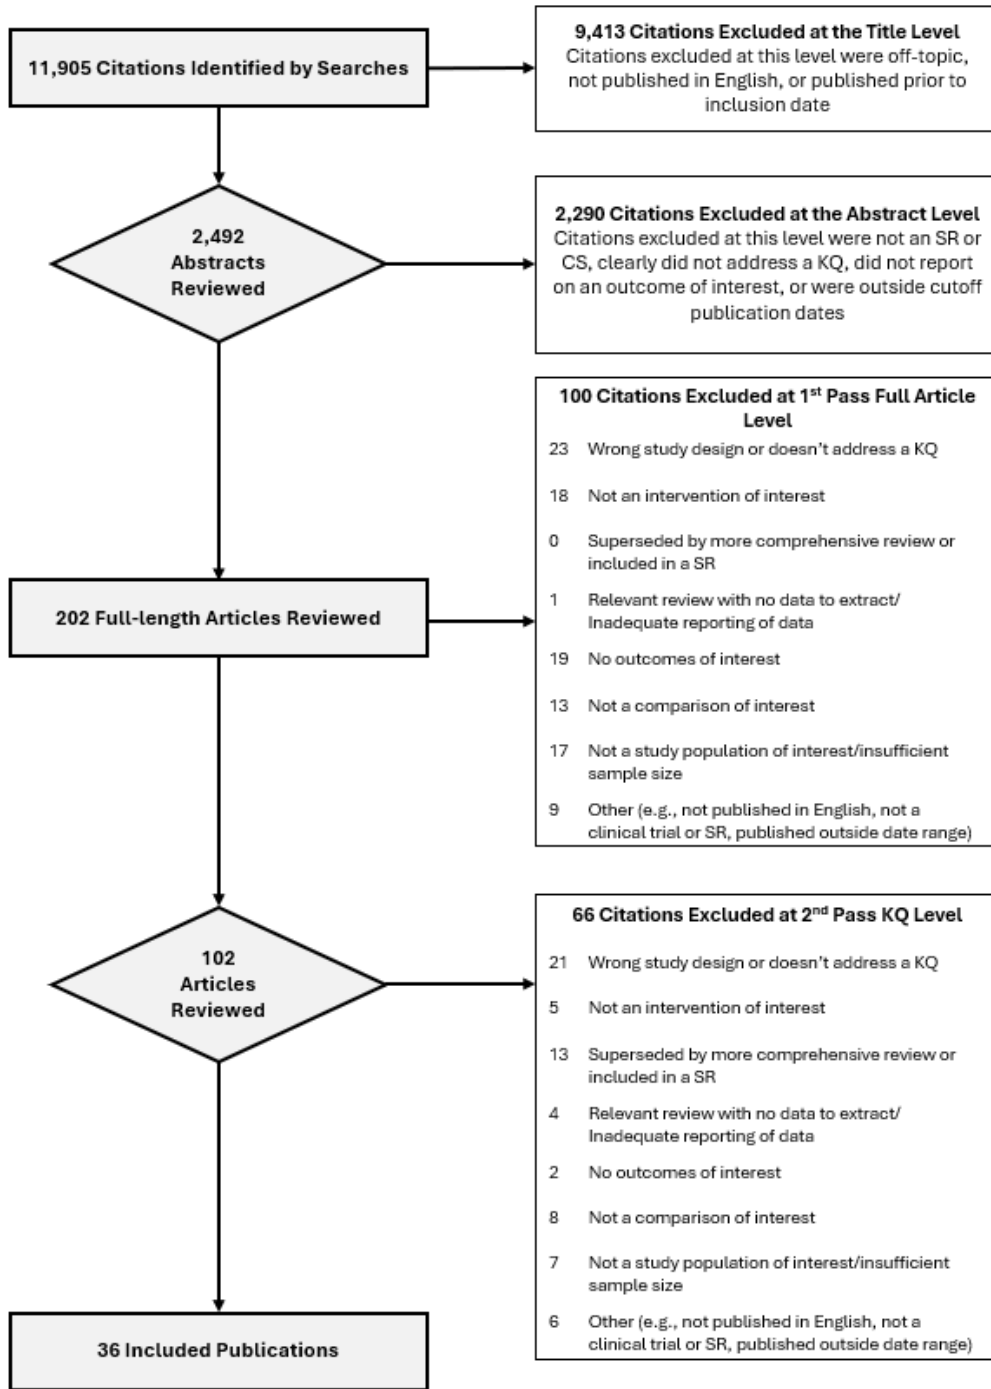 11,905 Citations Identified by Searches
9,413 Citations Excluded at the Title Level
Citations excluded at this level were off-topic,
not published in English, or published prior to
inclusion date
2,492
Abstracts
Reviewed
2,290 Citations Excluded at the Abstract Level
Citations excluded at this level were not an SR or
CS, clearly did not address a KQ, did not report
on an outcome of interest, or were outside cutoff
publication dates
202 Full-length Articles Reviewed
100 Citations Excluded at 1st Pass Full Article
Level
23 Wrong study design or doesn't address a KQ
18 Not an intervention of interest
0 Superseded by more comprehensive review or
included in a SR
1 Relevant review with no data to extract/
Inadequate reporting of data
19 No outcomes of interest
13 Not a comparison of interest
17 Not a study population of interest/insufficient
sample size
9 Other (e.g., not published in English, not a
clinical trial or SR, published outside date range)
102
Articles
Reviewed
66 Citations Excluded at 2nd Pass KQ Level
21 Wrong study design or doesn't address a KQ
5 Not an intervention of interest
13 Superseded by more comprehensive review or
included in a SR
4 Relevant review with no data to extract/
Inadequate reporting of data
2 No outcomes of interest
8 Not a comparison of interest
7 Not a study population of interest/insufficient
sample size
6 Other (e.g., not published in English, not a
clinical trial or SR, published outside date range)
36 Included Publications